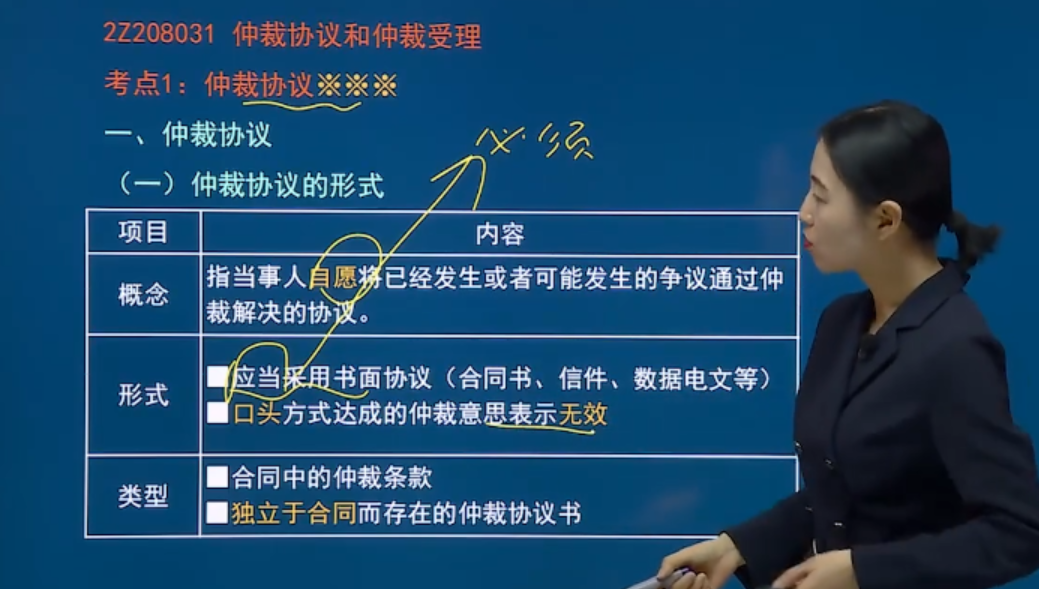 2Z208031 仲裁协议和仲裁受理
考点1：仲裁协议※※※
一、仲裁协议
必须
（一）仲裁协议的形式
项目 内容
概念 指当事人自愿将已经发生或者可能发生的争议通过仲
裁解决的协议。
形式 ■应当采用书面协议（合同书、信件、数据电文等）
■口头方式达成的仲裁意思表示无效
类型 ■合同中的仲裁条款
■独立于合同而存在的仲裁协议书